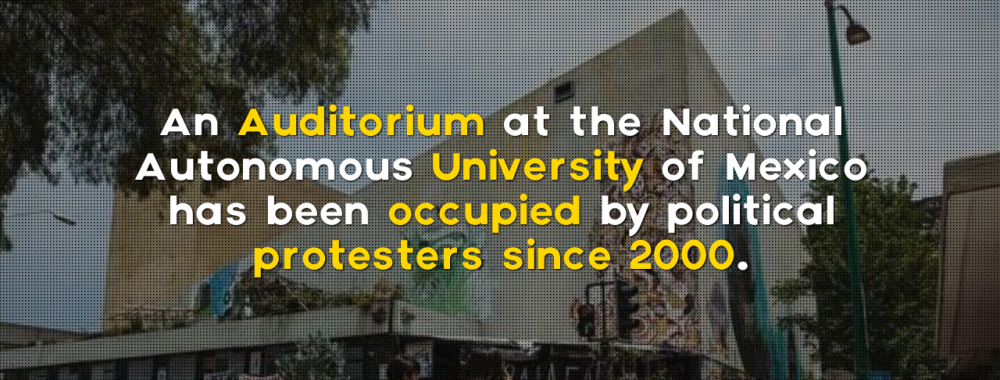 An Auditorium at the National
Autonomous University of Mexico
has been occupied by political
protesters since 2000.